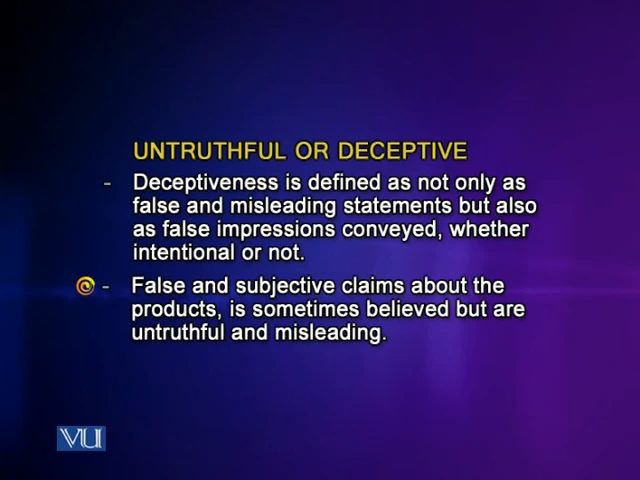 UNTRUTHFUL OR DECEPTIVE
- Deceptiveness is defined as not only as
false and misleading statements but also
as false impressions conveyed, whether
intentional or not.
- False and subjective claims about the
products, is sometimes believed but are
untruthful and misleading.
VU